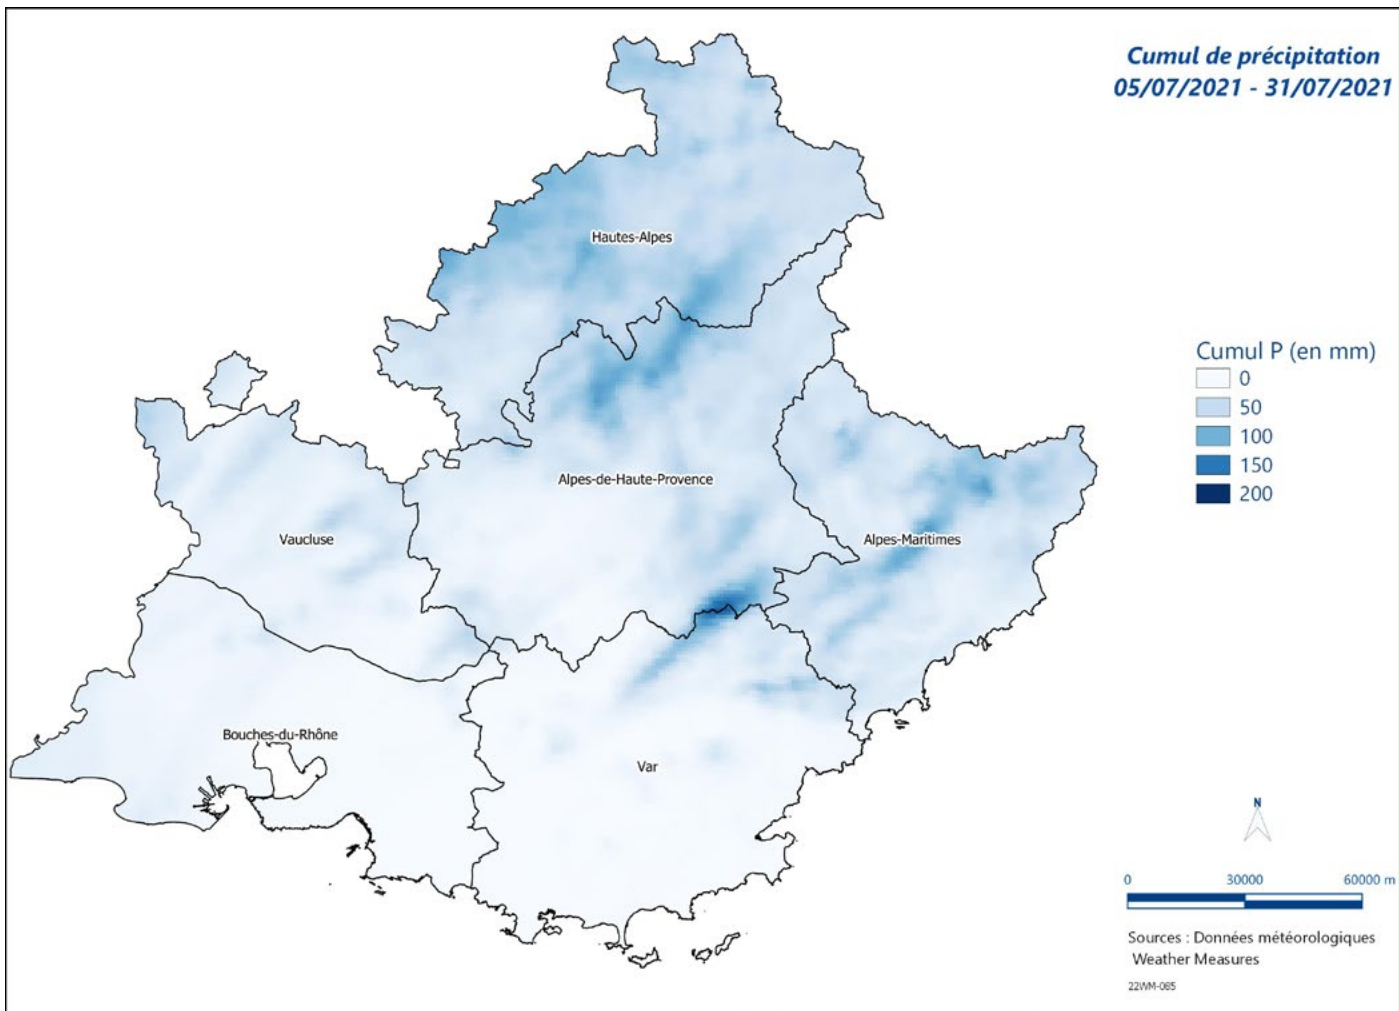 Cumul de précipitation
05/07/2021 - 31/07/2021
Hautes-Alpes
Cumul P (en mm)
0
50
100
150
200
Alpes-de-Haute-Provence
Vaucluse
Alpes-Maritimes
Bouches-du-Rhône
Var
N
0 30000 60000 m
Sources : Données météorologiques
Weather Measures
22WM-085